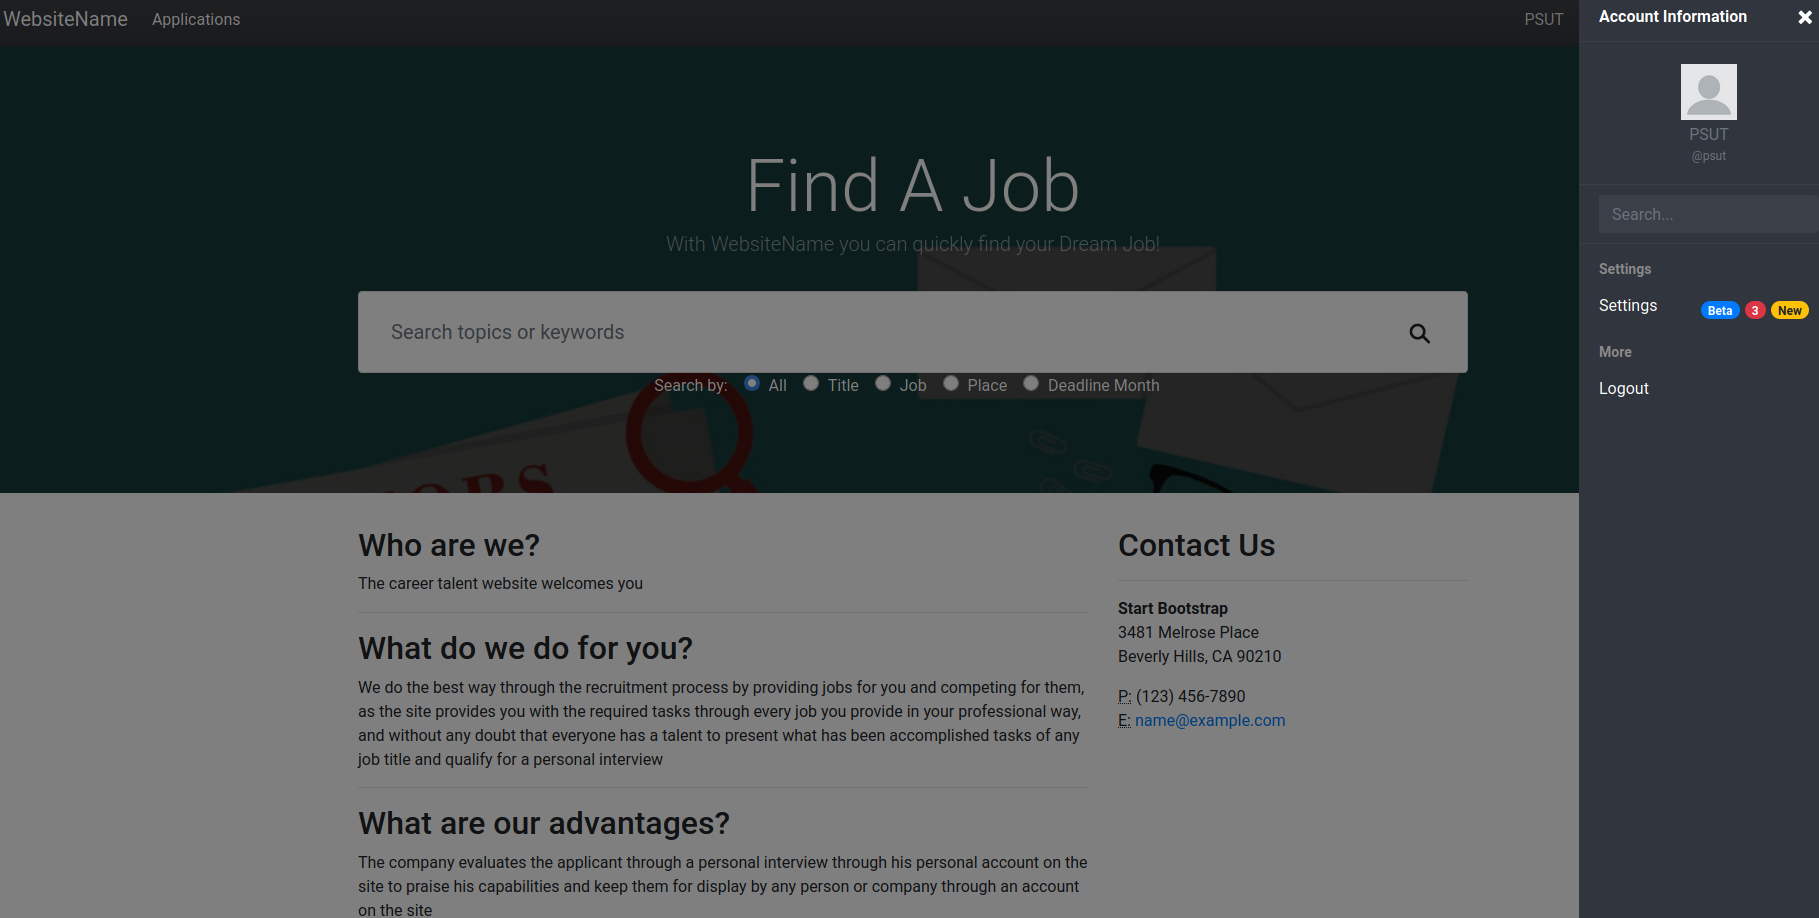 WebsiteName Applications PSUT
Account Information
PSUT
@psut
Search...
Settings
Settings Beta 3 New
More
Logout
Find A Job
With WebsiteName you can quickly find your Dream Job!
Search topics or keywords
Search by: All Title Job Place Deadline Month
JOBS
Who are we?
The career talent website welcomes you
What do we do for you?
We do the best way through the recruitment process by providing jobs for you and competing for them,
as the site provides you with the required tasks through every job you provide in your professional way,
and without any doubt that everyone has a talent to present what has been accomplished tasks of any
job title and qualify for a personal interview
What are our advantages?
The company evaluates the applicant through a personal interview through his personal account on the
site to praise his capabilities and keep them for display by any person or company through an account
on the site
Contact Us
Start Bootstrap
3481 Melrose Place
Beverly Hills, CA 90210
P: (123) 456-7890
E: name@example.com